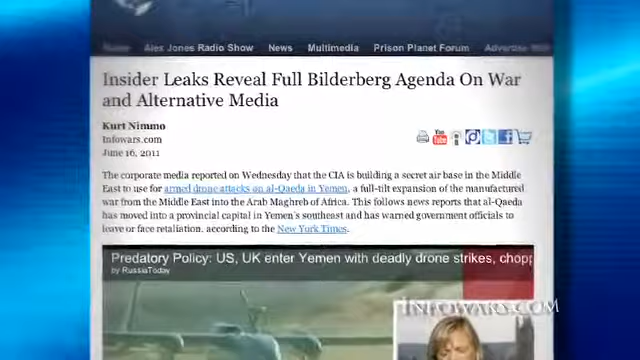 Home Alex Jones Radio Show News Multimedia Prison Planet Forum Advertise With
Insider Leaks Reveal Full Bilderberg Agenda On War
and Alternative Media
Kurt Nimmo
Infowars.com
June 16, 2011
You
Tube
The corporate media reported on Wednesday that the CIA is building a secret air base in the Middle
East to use for armed drone attacks on al-Qaeda in Yemen, a full-tilt expansion of the manufactured
war from the Middle East into the Arab Maghreb of Africa. This follows news reports that al-Qaeda
has moved into a provincial capital in Yemen's southeast and has warned government officials to
leave or face retaliation, according to the New York Times.
Predatory Policy: US, UK enter Yemen with deadly drone strikes, chopp
by RussiaToday
INFOWARS.COM